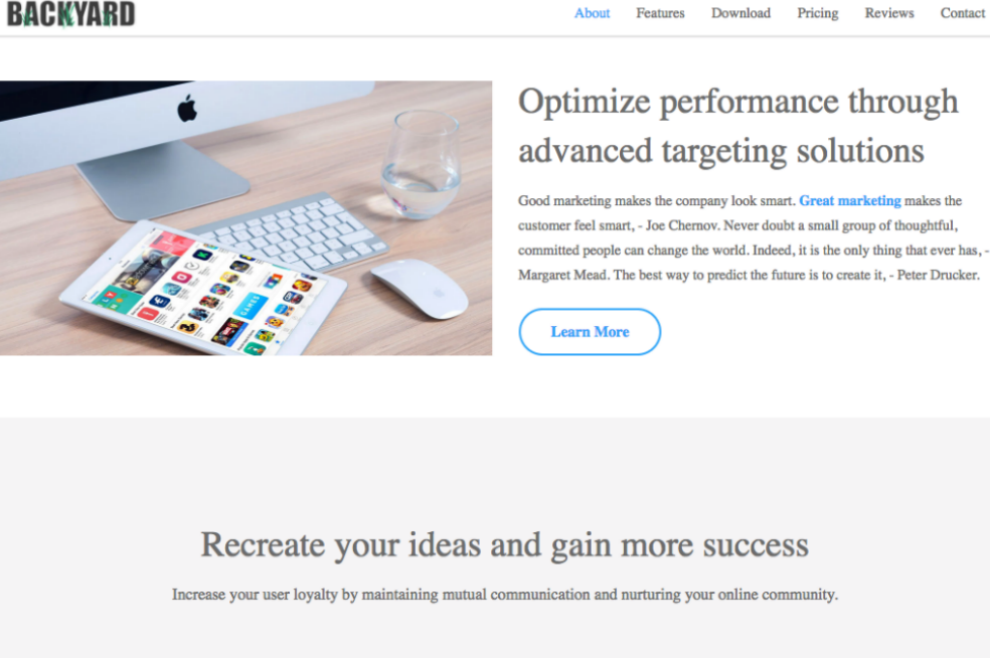 BACKYARD
About Features Download Pricing Reviews Contact
Optimize performance through
advanced targeting solutions
Good marketing makes the company look smart. Great marketing makes the
customer feel smart, - Joe Chernov. Never doubt a small group of thoughtful,
committed people can change the world. Indeed, it is the only thing that ever has, -
Margaret Mead. The best way to predict the future is to create it, - Peter Drucker.
Learn More
GAMES
Recreate your ideas and gain more success
Increase your user loyalty by maintaining mutual communication and nurturing your online community.